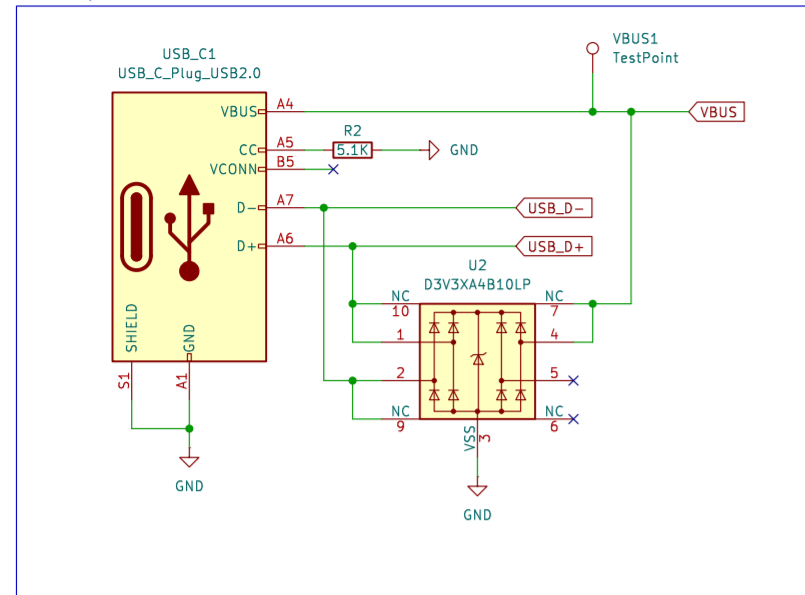 VBUS1
TestPoint
USB_C1
USB_C_Plug_USB2.0
VBUS
A4
VBUS
R2
CC
A5
5.1K
GND
VCONN
B5
A7
D-
USB_D-
A6
D+
USB_D+
U2
D3V3XA4B10LP
NC
NC
10
7
1
4
2
5
NC
NC
9
6
SHIELD
GND
S1
A1
VSS
3
GND
GND